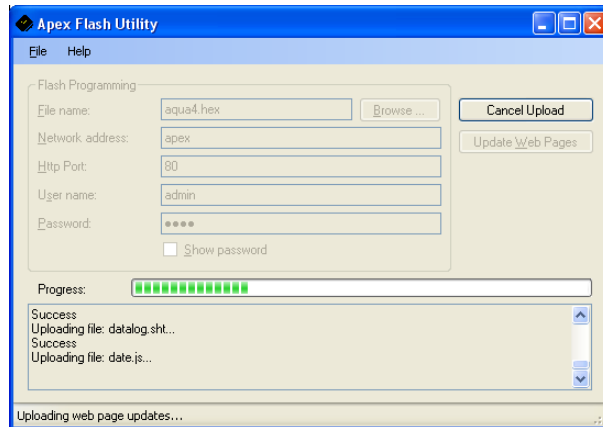 Apex Flash Utility
File Help
Flash Programming
File name: aqua4.hex Browse ... Cancel Upload
Network address: apex Update Web Pages
Http Port: 80
User name: admin
Password: ●●●●
Show password
Progress:
Success
Uploading file: datalog.sht...
Success
Uploading file: date.js...
Uploading web page updates...